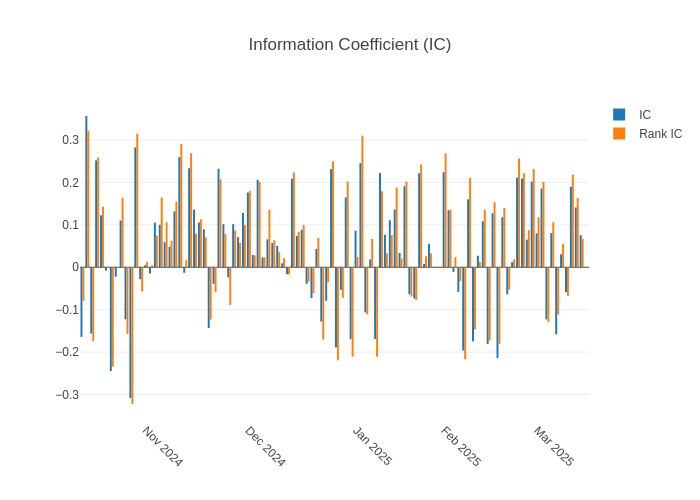 Information Coefficient (IC)
IC
Rank IC
0.3
0.2
0.1
0
−0.1
−0.2
−0.3
Nov 2024
Dec 2024
Jan 2025
Feb 2025
Mar 2025